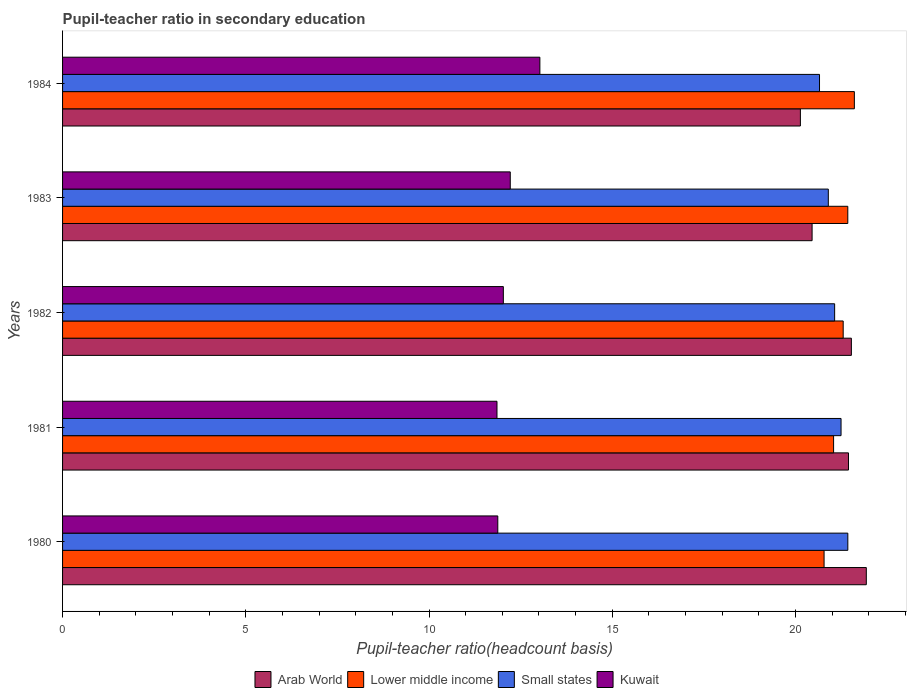 Pupil-teacher ratio in secondary education
1984
1983
1982
1981
1980
Years
0
5
10
15
20
Pupil-teacher ratio(headcount basis)
Arab World
Lower middle income
Small states
Kuwait